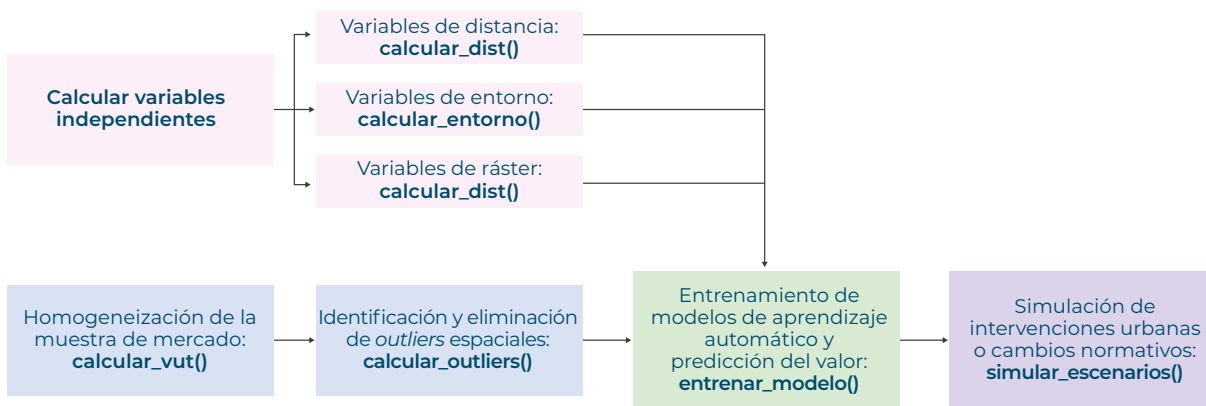 Calcular variables
independientes
Variables de distancia:
calcular_dist()
Variables de entorno:
calcular_entorno()
Variables de ráster:
calcular_dist()
Homogeneización de la
muestra de mercado:
calcular_vut()
Identificación y eliminación
de outliers espaciales:
calcular_outliers()
Entrenamiento de
modelos de aprendizaje
automático y
predicción del valor:
entrenar_modelo()
Simulación de
intervenciones urbanas
o cambios normativos:
simular_escenarios()